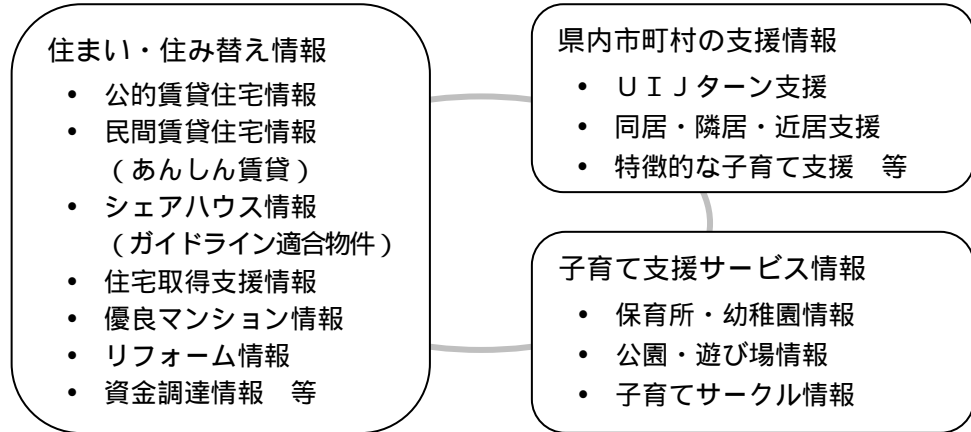 住まい・住み替え情報
• 公的賃貸住宅情報
• 民間賃貸住宅情報
（あんしん賃貸）
• シェアハウス情報
（ガイドライン適合物件）
• 住宅取得支援情報
• 優良マンション情報
• リフォーム情報
• 資金調達情報　等
県内市町村の支援情報
• ＵＩＪターン支援
• 同居・隣居・近居支援
• 特徴的な子育て支援　等
子育て支援サービス情報
• 保育所・幼稚園情報
• 公園・遊び場情報
• 子育てサークル情報